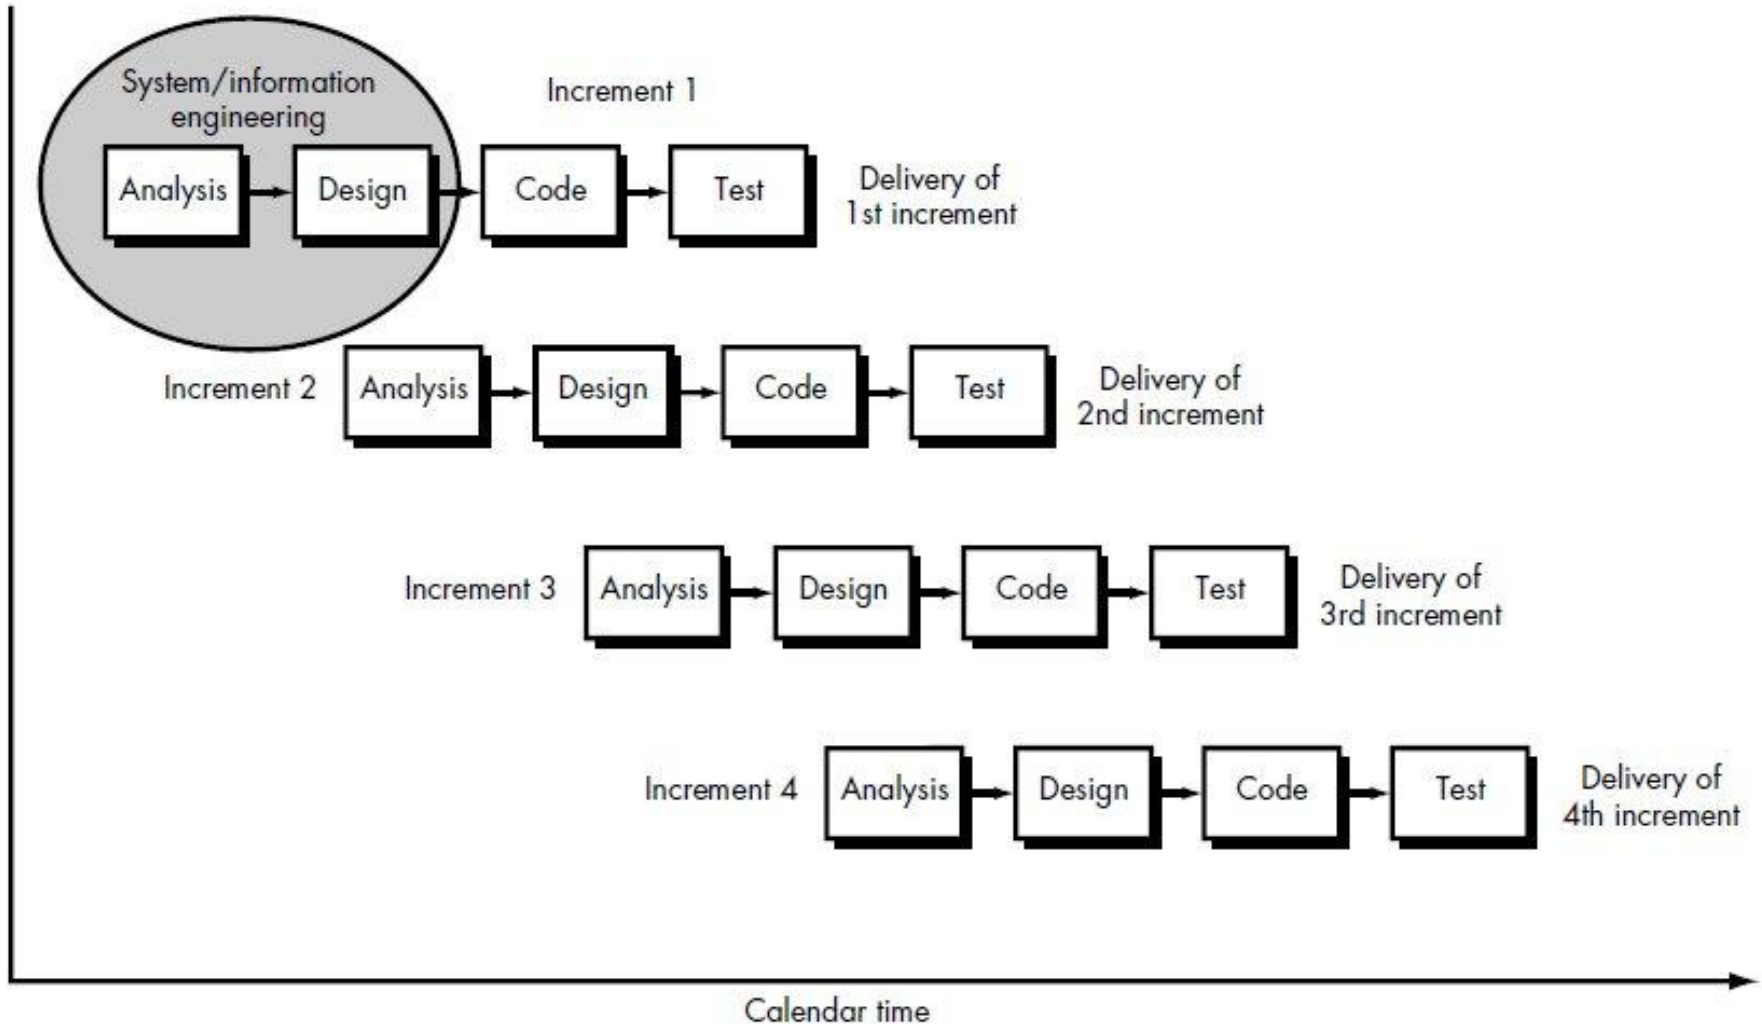 System/information
engineering
Increment 1
Analysis
Design
Code
Test
Delivery of
1st increment
Increment 2
Analysis
Design
Code
Test
Delivery of
2nd increment
Increment 3
Analysis
Design
Code
Test
Delivery of
3rd increment
Increment 4
Analysis
Design
Code
Test
Delivery of
4th increment
Calendar time